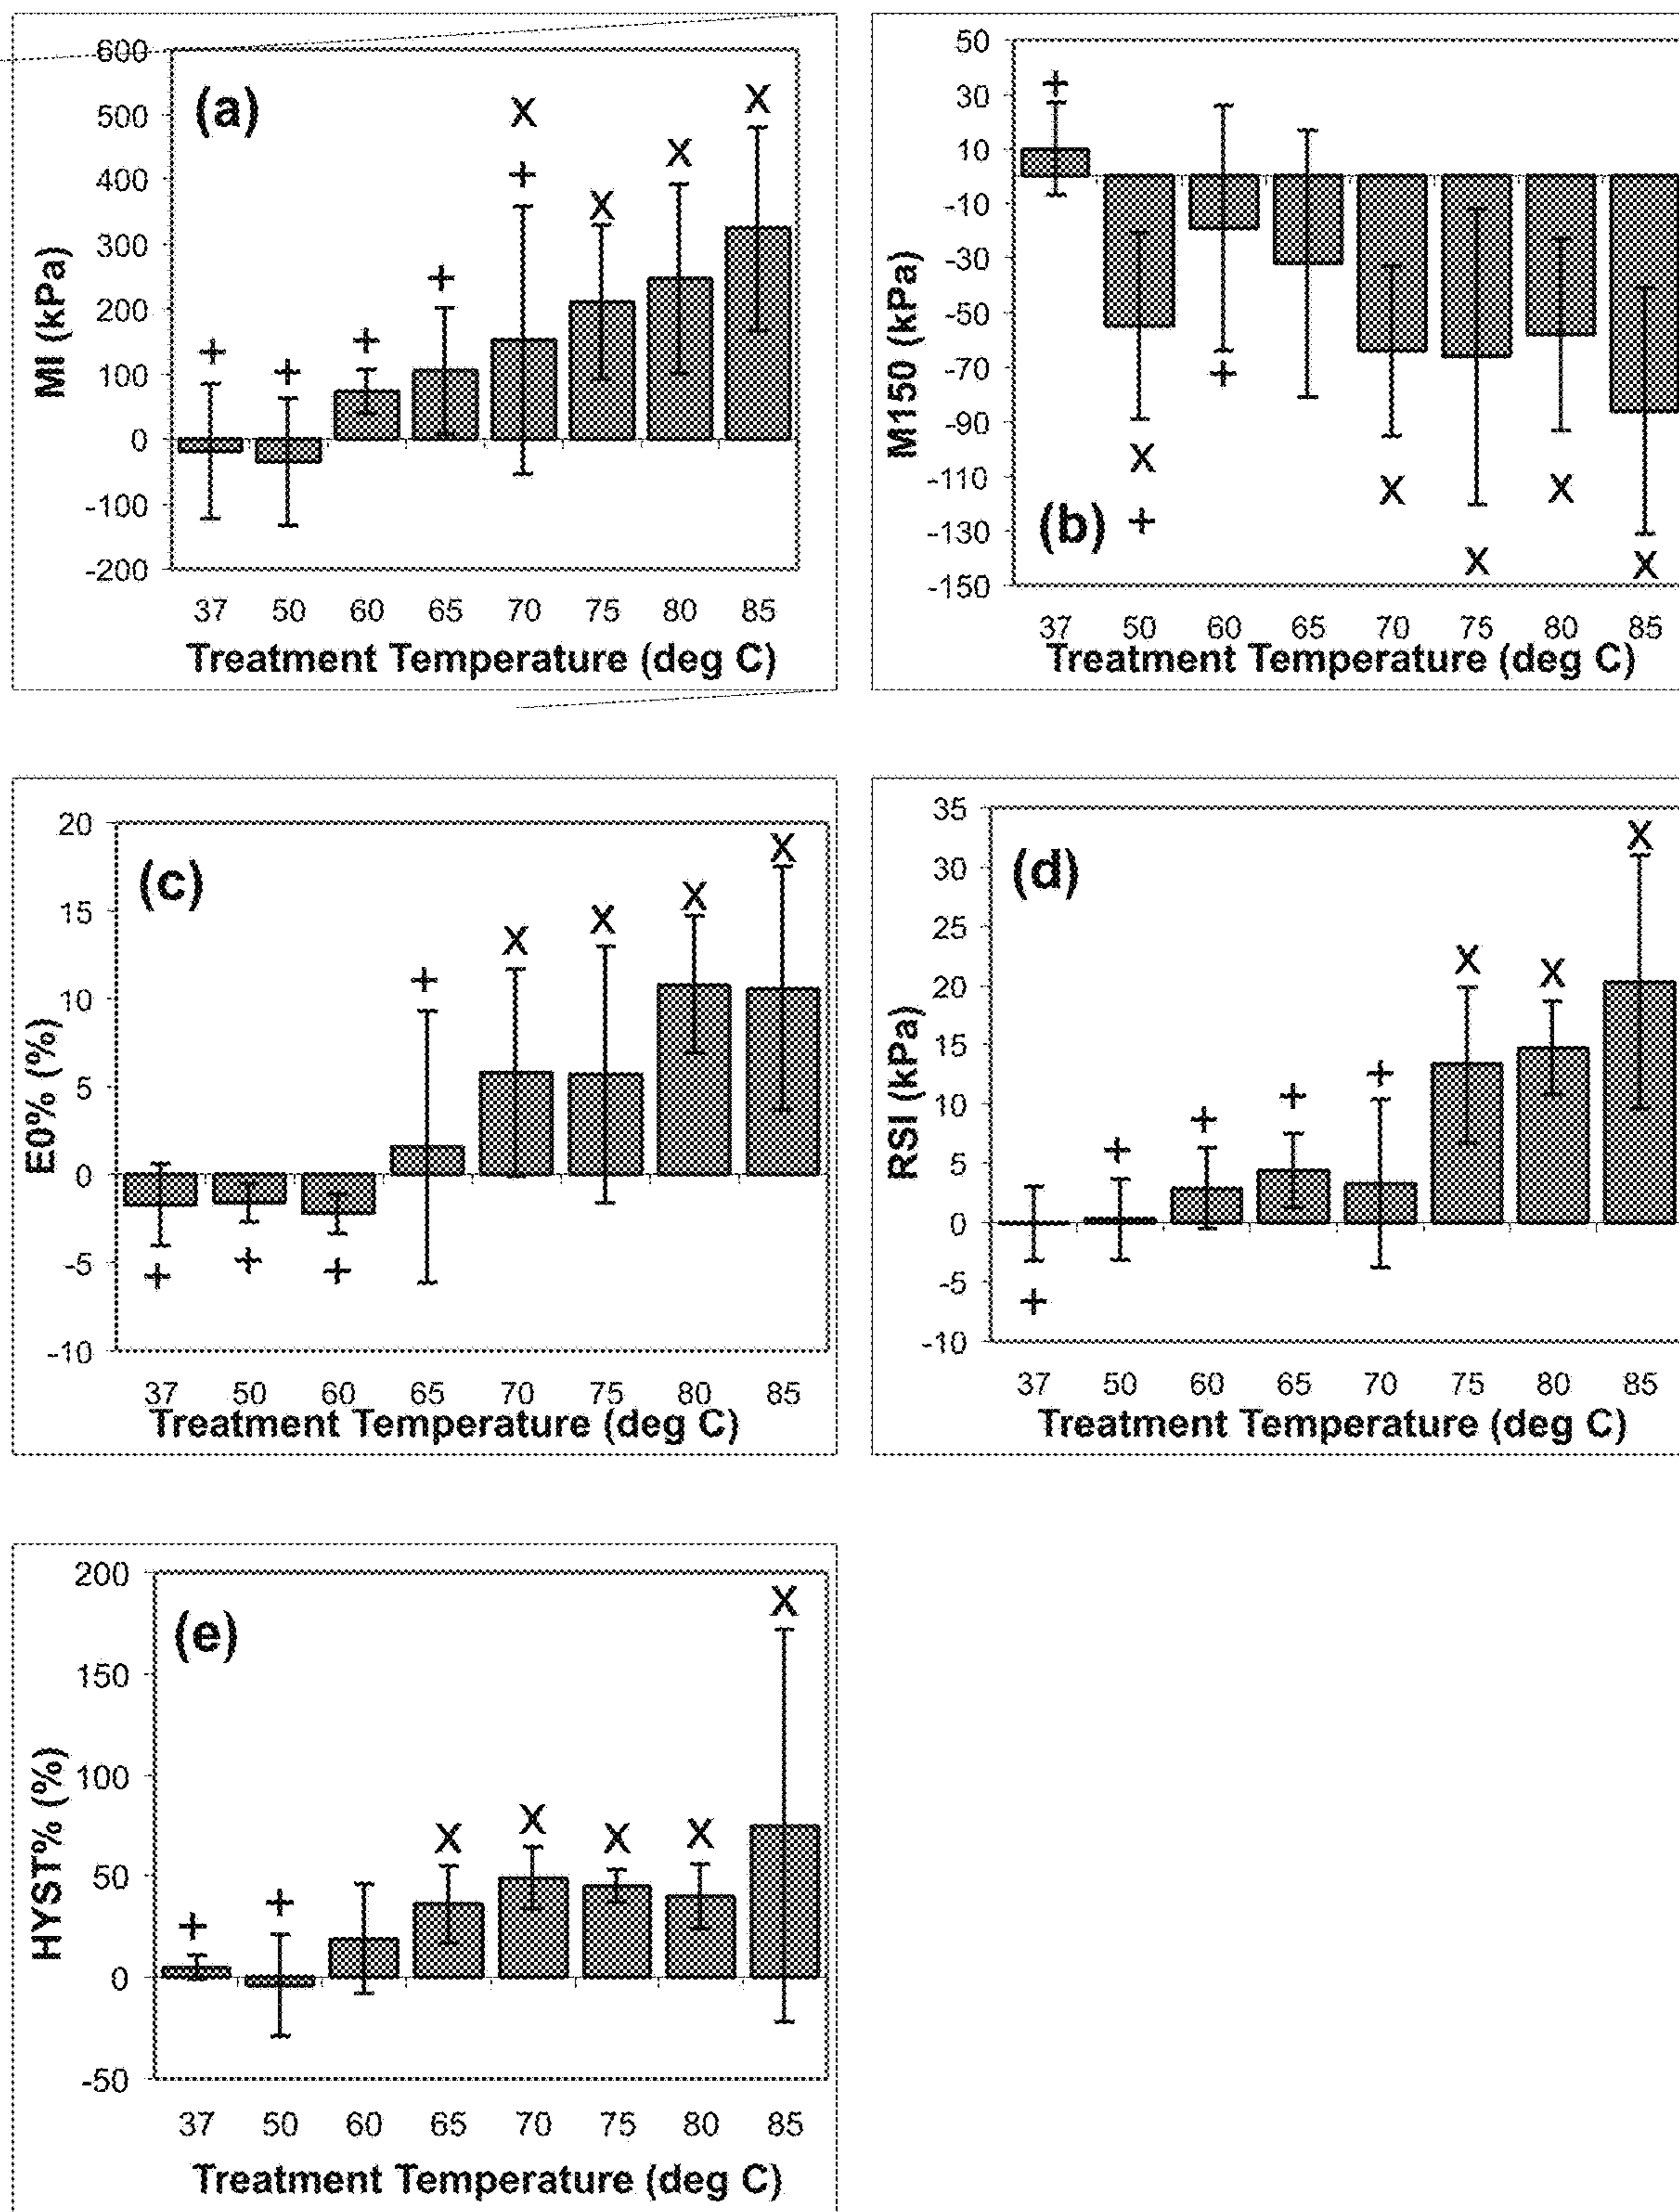 600
500
400
300
200
100
0
-100
-200
MI (kPa)
(a)
+ + + + + X X X X
37 50 60 65 70 75 80 85
Treatment Temperature (deg C)
50
30
10
-10
-30
-50
-70
-90
-110
-130
-150
M150 (kPa)
(b)
+ X + + X X X X
37 50 60 65 70 75 80 85
Treatment Temperature (deg C)
20
15
10
5
0
-5
-10
E0% (%)
(c)
+ + + + X X X X
37 50 60 65 70 75 80 85
Treatment Temperature (deg C)
35
30
25
20
15
10
5
0
-5
-10
RSI (kPa)
(d)
+ + + + + X X X
37 50 60 65 70 75 80 85
Treatment Temperature (deg C)
200
150
100
50
0
-50
HYST% (%)
(e)
+ + X X X X X
37 50 60 65 70 75 80 85
Treatment Temperature (deg C)